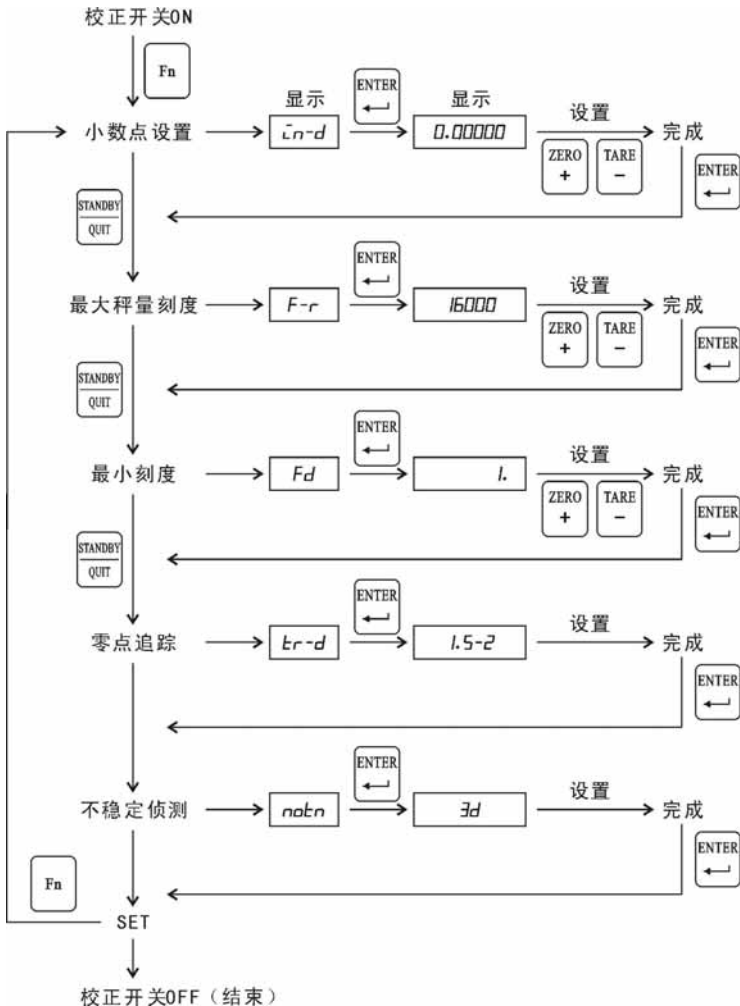 校正开关ON
Fn
显示
ENTER
显示
设置
小数点设置
in-d
0.00000
完成
ZERO
+
TARE
-
ENTER
STANDBY
QUIT
ENTER
设置
最大秤量刻度
F-r
16000
完成
ZERO
+
TARE
-
ENTER
STANDBY
QUIT
ENTER
设置
最小刻度
Fd
1.
完成
ZERO
+
TARE
-
ENTER
STANDBY
QUIT
ENTER
设置
零点追踪
tr-d
1.5-2
完成
ENTER
ENTER
设置
不稳定侦测
notn
3d
完成
ENTER
Fn
SET
校正开关OFF（结束）